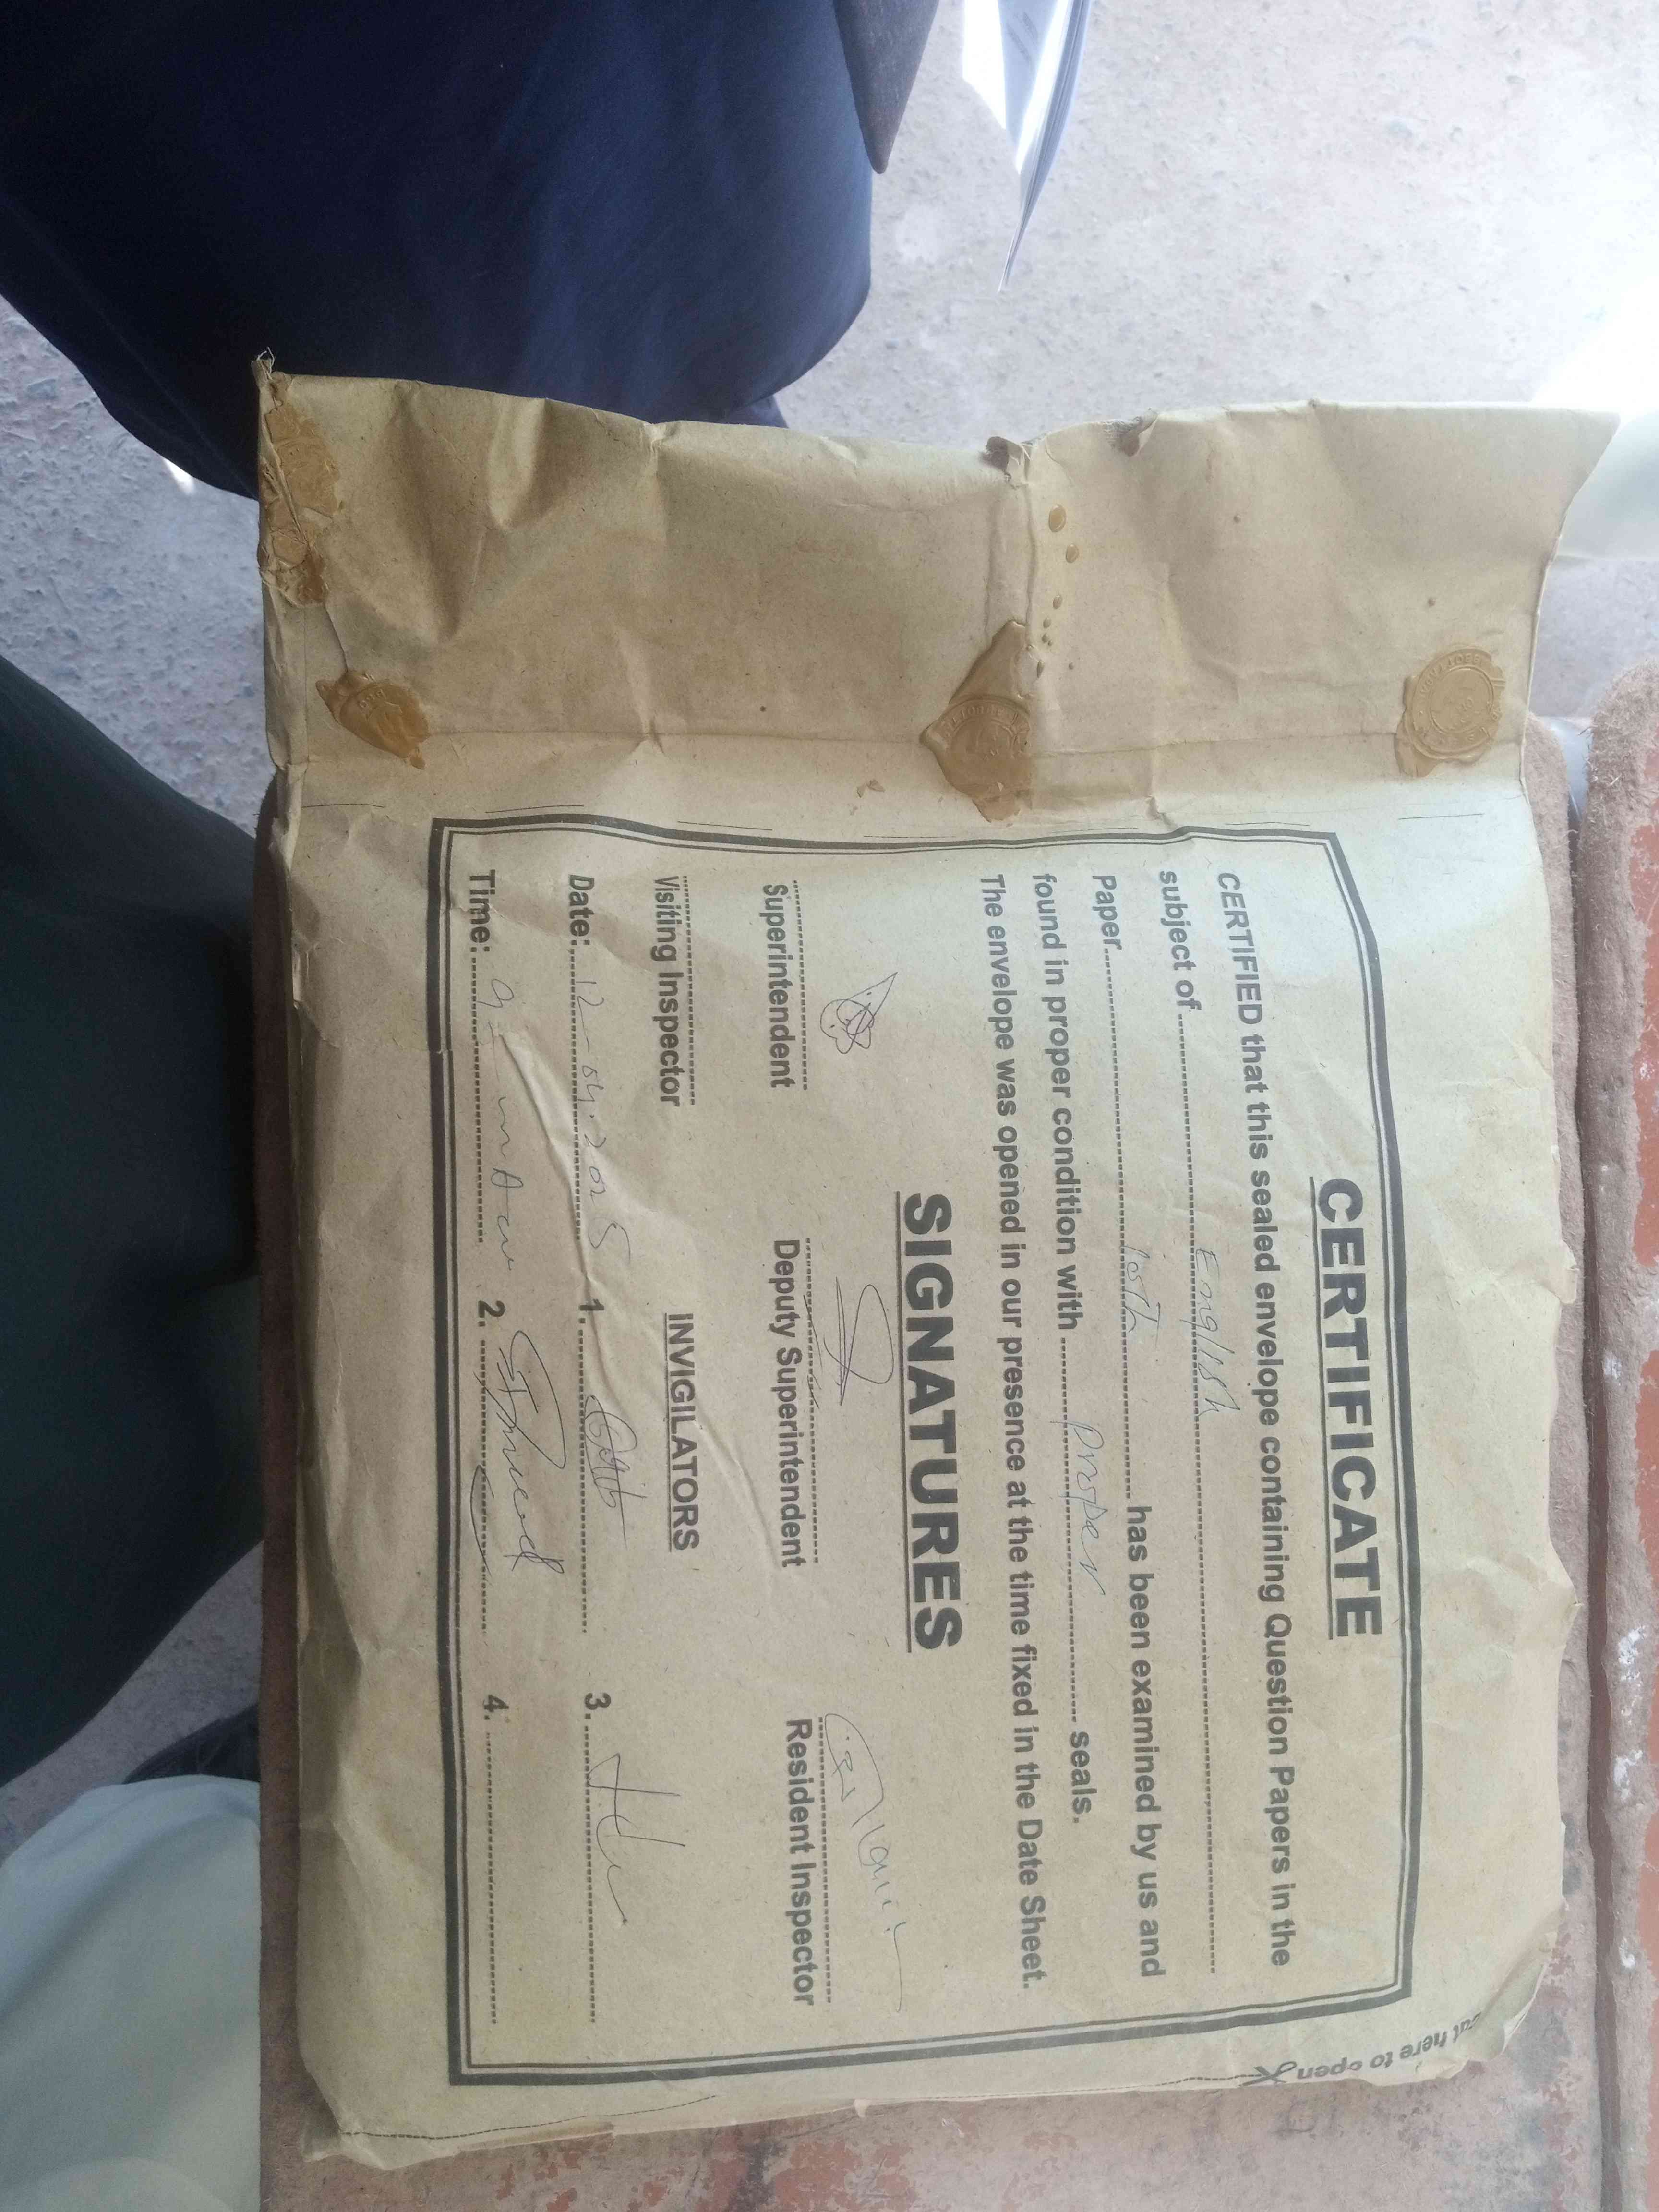 CERTIFICATE
CERTIFIED that this sealed envelope containing Question Papers in the
subject of English
Paper 10th has been examined by us and
found in proper condition with Proper seals.
The envelope was opened in our presence at the time fixed in the Date Sheet.
SIGNATURES
Superintendent Deputy Superintendent Resident Inspector
Visiting Inspector INVIGILATORS
Date: 12-04-2025 1. 3.
Time: 9 2. 4.
cut here to open